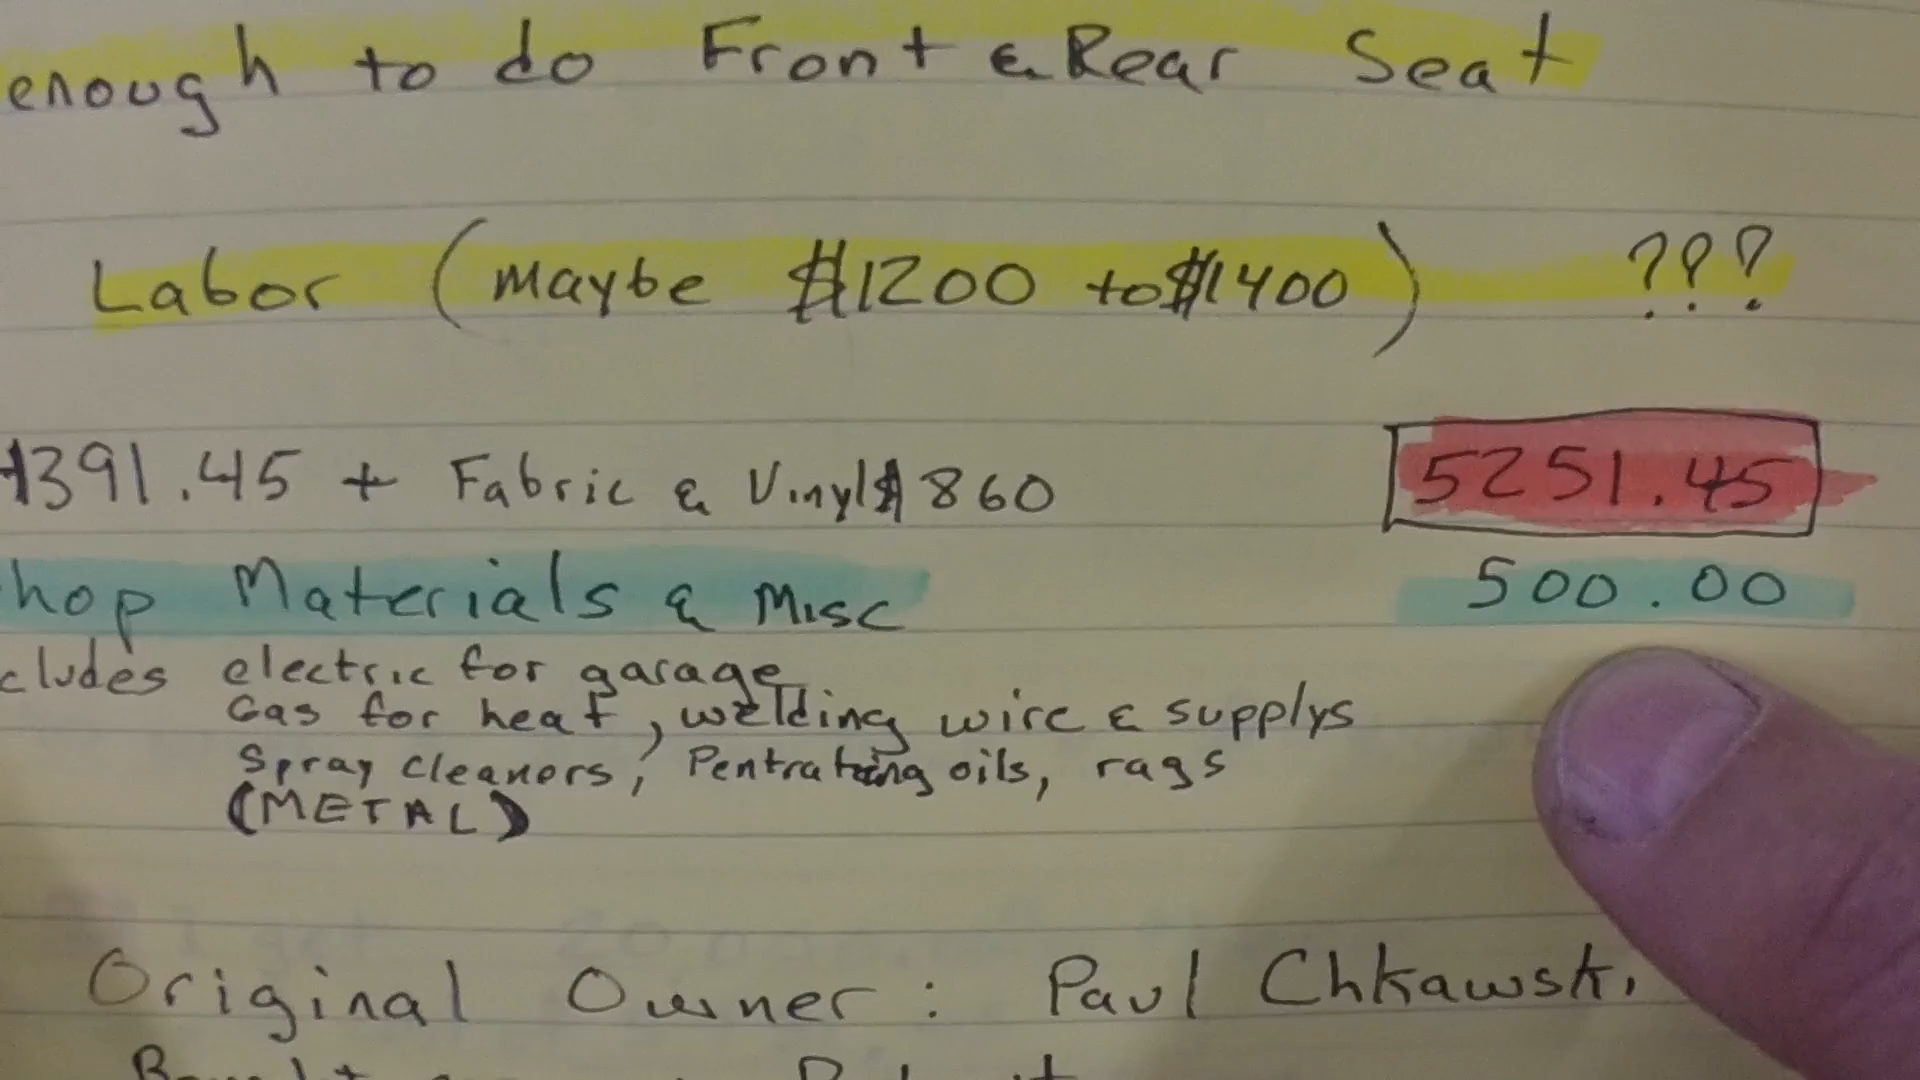 enough to do Front & Rear Seat
Labor (maybe $1200 to $1400) ???
4391.45 + Fabric & Vinyl $860 5251.45
hop Materials & Misc 500.00
cludes electric for garage
Gas for heat, welding wire & supplys
Spray cleaners, Pentrating oils, rags
(METAL)
Original Owner: Paul Chkawski